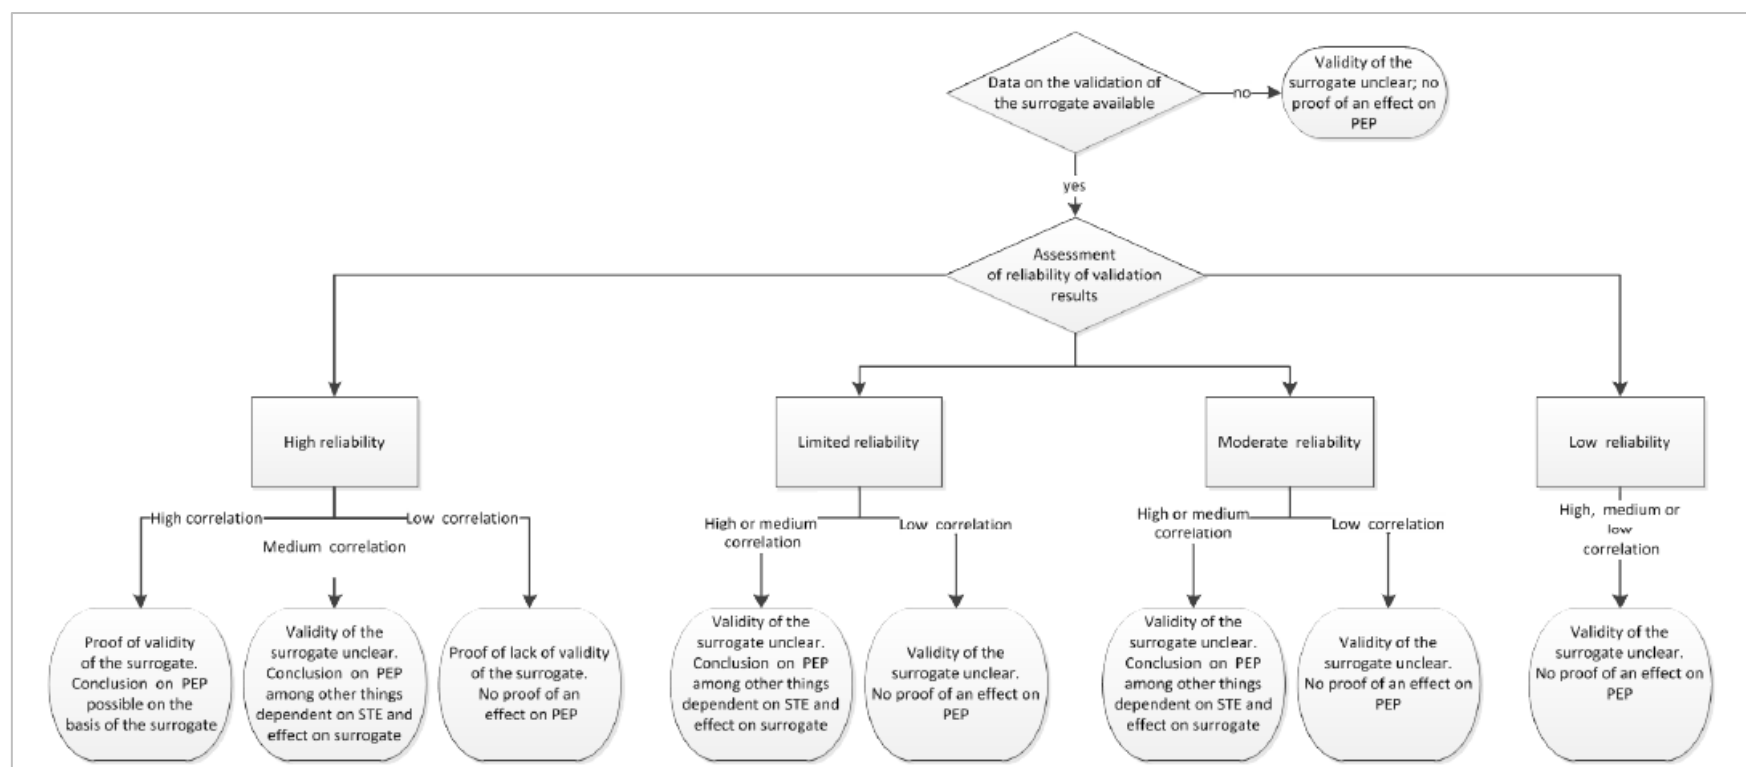 Data on the validation of
the surrogate available
no
Validity of the
surrogate unclear; no
proof of an effect on
PEP
yes
Assessment
of reliability of validation
results
High reliability
Limited reliability
Moderate reliability
Low reliability
High correlation
Medium correlation
Low correlation
High or medium
correlation
Low correlation
High or medium
correlation
Low correlation
High, medium or
low
correlation
Proof of validity
of the surrogate.
Conclusion on PEP
possible on the
basis of the surrogate
Validity of the
surrogate unclear.
Conclusion on PEP
among other things
dependent on STE and
effect on surrogate
Proof of lack of validity
of the surrogate.
No proof of an
effect on PEP
Validity of the
surrogate unclear.
Conclusion on PEP
among other things
dependent on STE and
effect on surrogate
Validity of the
surrogate unclear.
No proof of an effect on
PEP
Validity of the
surrogate unclear.
Conclusion on PEP
among other things
dependent on STE and
effect on surrogate
Validity of the
surrogate unclear.
No proof of an effect on
PEP
Validity of the
surrogate unclear.
No proof of an effect on
PEP